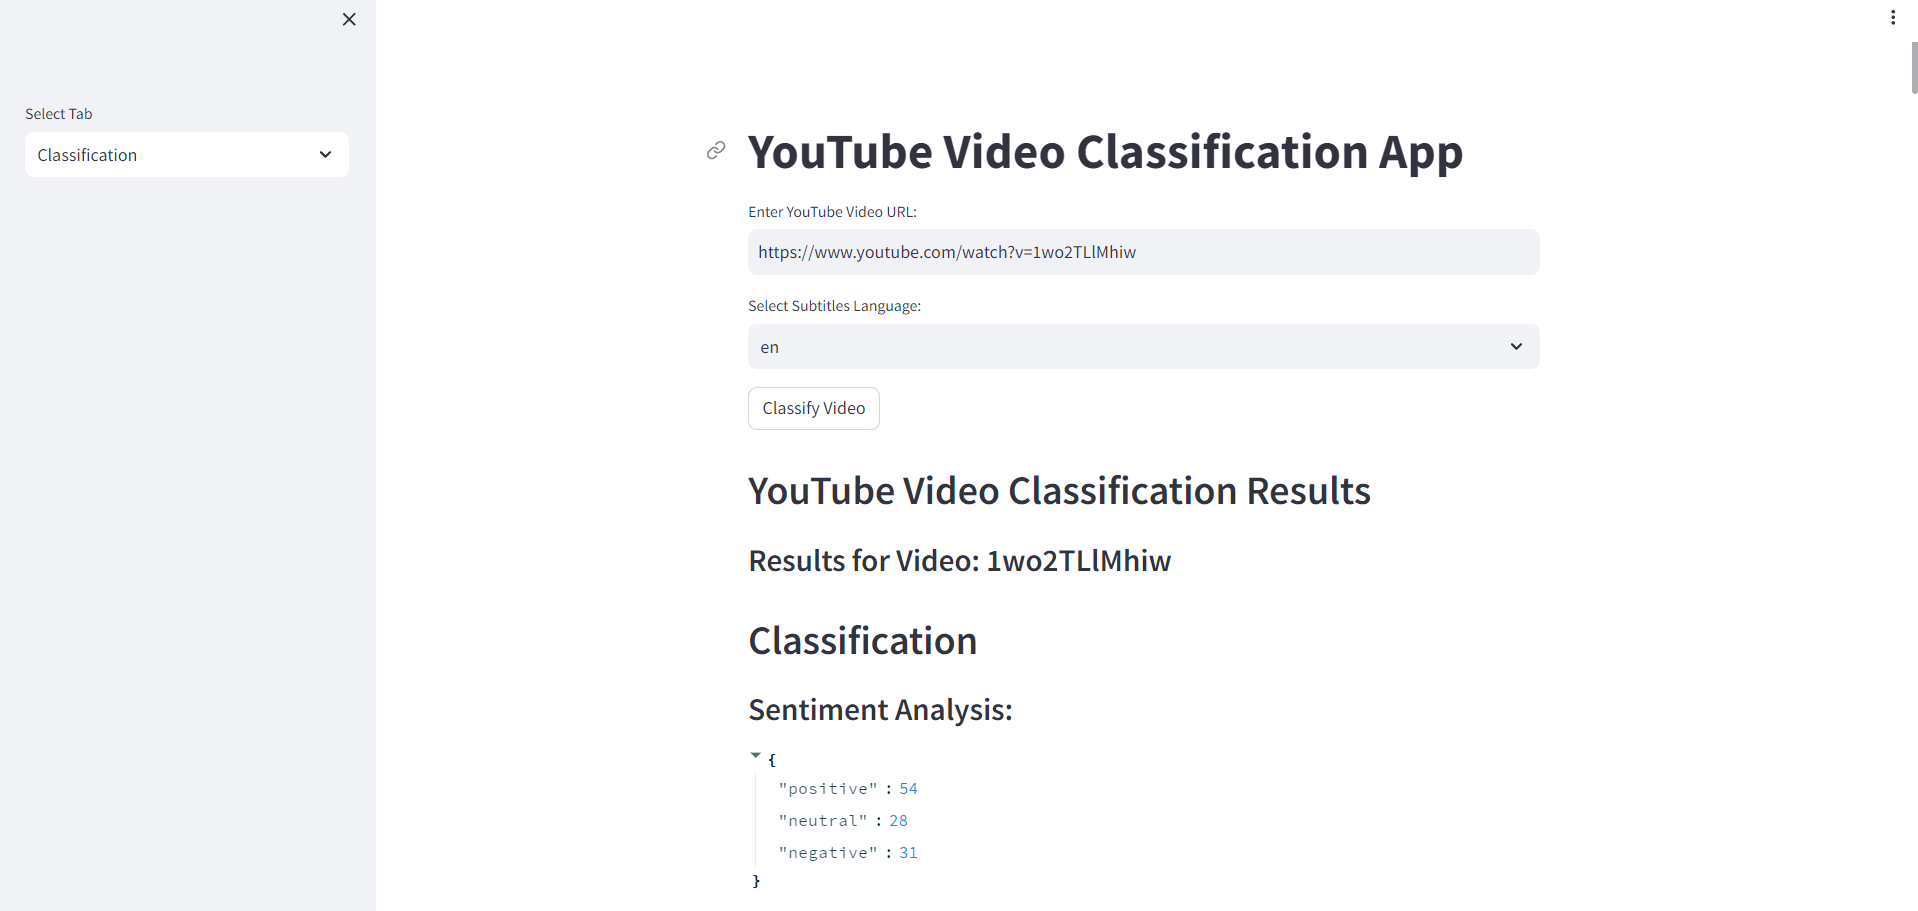 Select Tab
Classification
YouTube Video Classification App
Enter YouTube Video URL:
https://www.youtube.com/watch?v=1wo2TLlMhiw
Select Subtitles Language:
en
Classify Video
YouTube Video Classification Results
Results for Video: 1wo2TLlMhiw
Classification
Sentiment Analysis:
{
"positive" : 54
"neutral" : 28
"negative" : 31
}